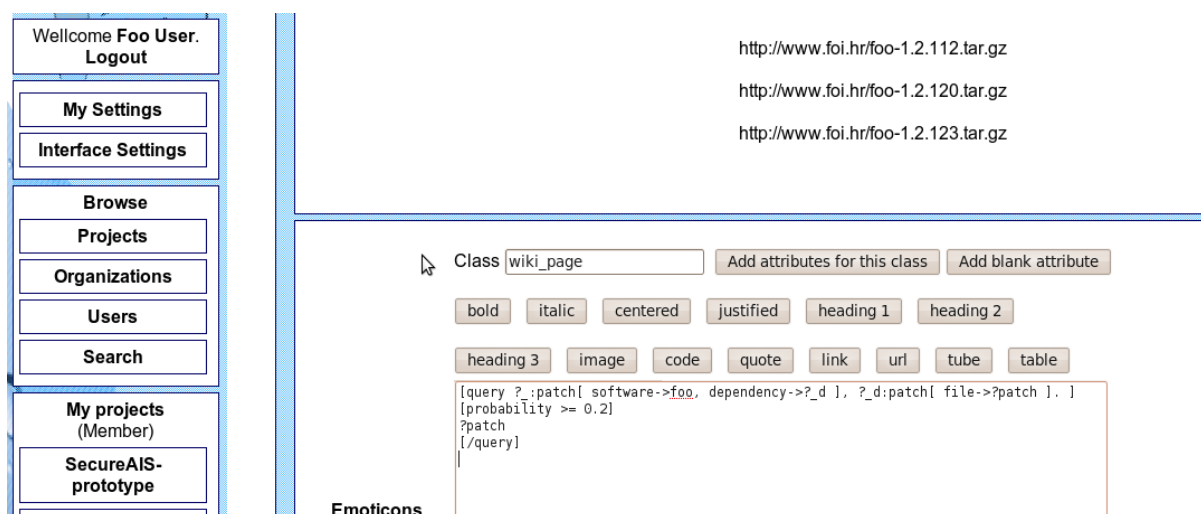 Wellcome Foo User.
Logout
My Settings
Interface Settings
Browse
Projects
Organizations
Users
Search
My projects
(Member)
SecureAIS-
prototype
http://www.foi.hr/foo-1.2.112.tar.gz
http://www.foi.hr/foo-1.2.120.tar.gz
http://www.foi.hr/foo-1.2.123.tar.gz
Class wiki_page Add attributes for this class Add blank attribute
bold italic centered justified heading 1 heading 2
heading 3 image code quote link url tube table
[query ?_:patch[ software->foo, dependency->?_d ], ?_d:patch[ file->?patch ]. ]
[probability >= 0.2]
?patch
[/query]
Emoticons